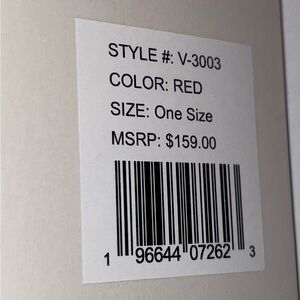 STYLE #: V-3003
COLOR: RED
SIZE: One Size
MSRP: $159.00
1 96644 07262 3